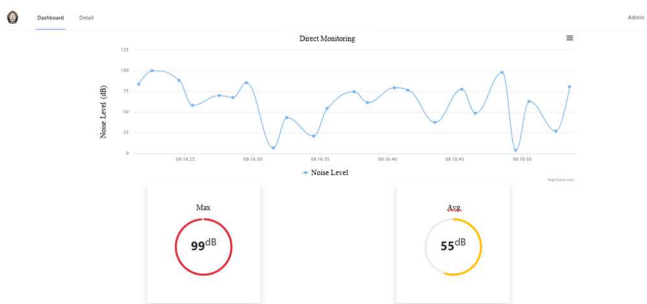 Dashboard Detail Admin
Direct Monitoring
125
100
75
50
25
0
Noise Level (dB)
09:16:25 09:16:30 09:16:35 09:16:40 09:16:45 09:16:50
Noise Level
Highcharts.com
Max
99dB
Avg.
55dB